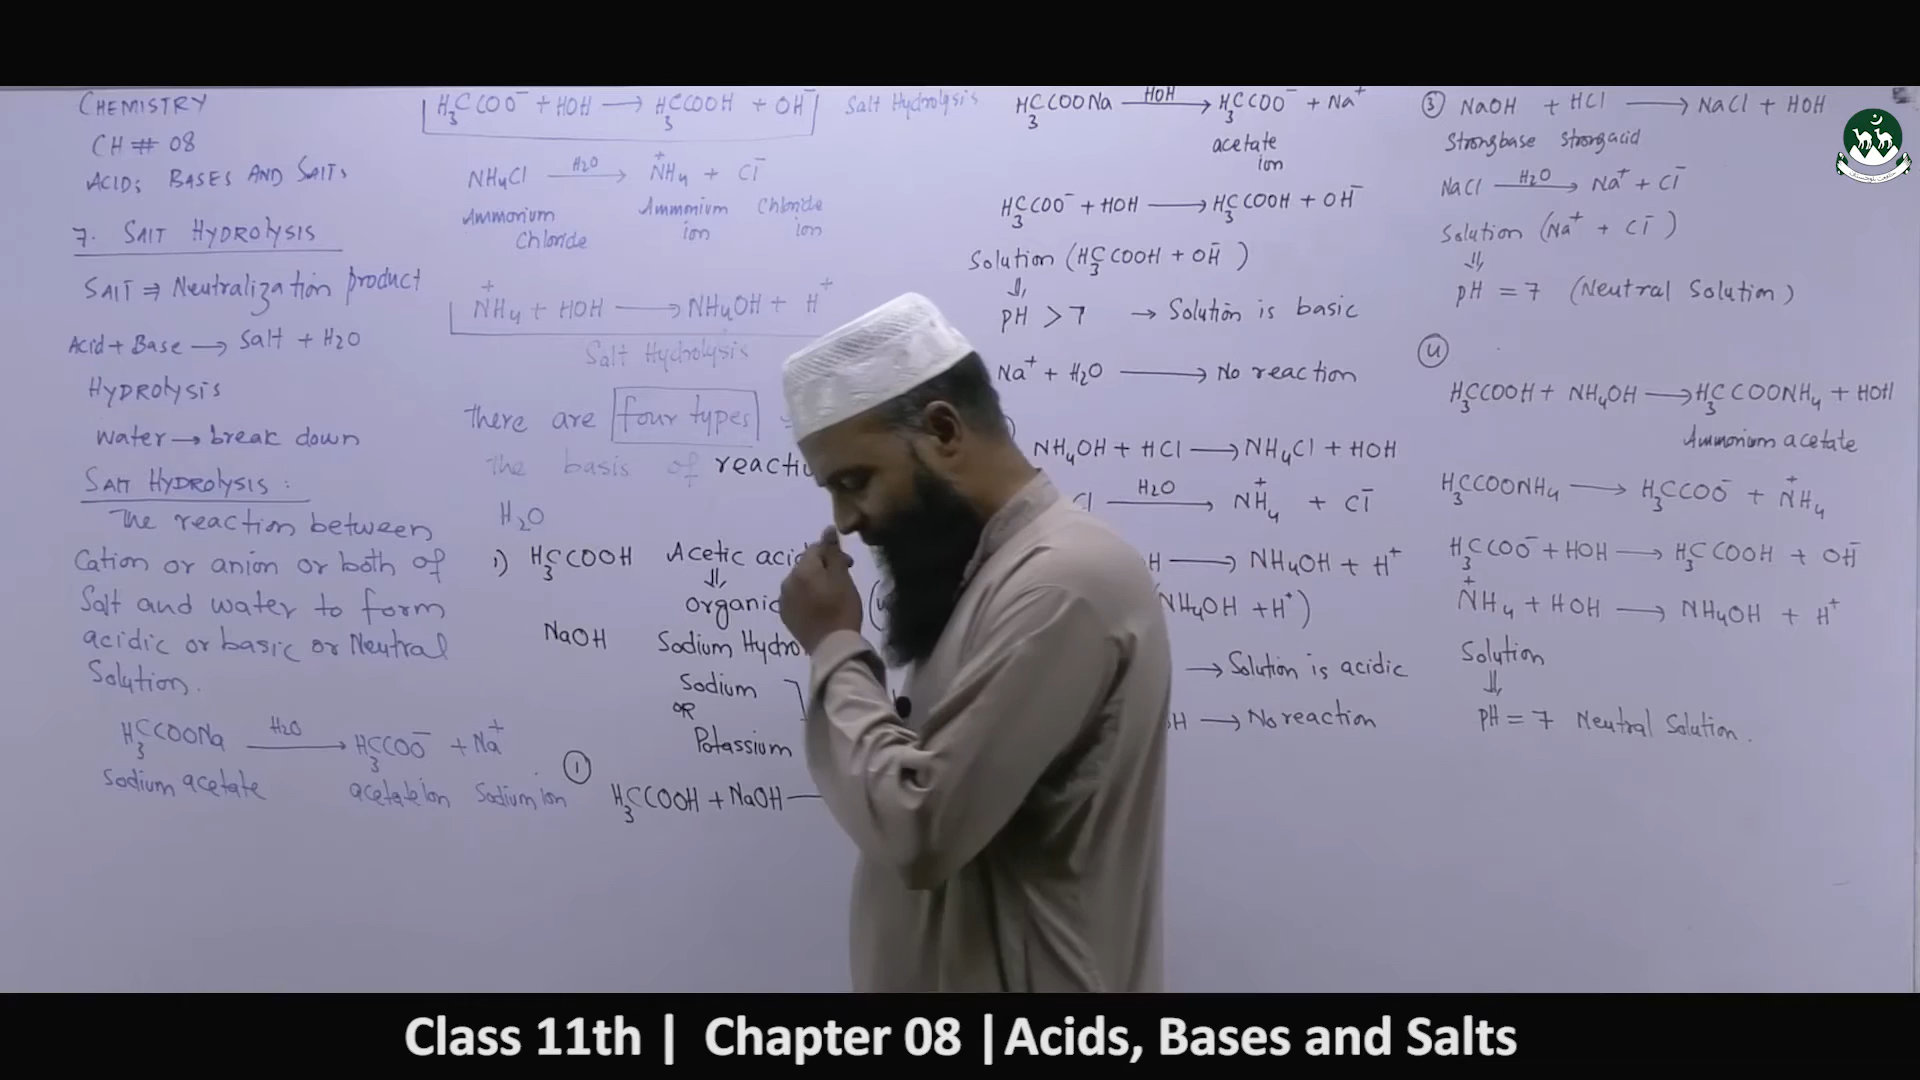 CHEMISTRY
CH # 08
ACIDS BASES AND SALTS
7. SALT HYDROLYSIS
SALT ⇒ Neutralization product
Acid + Base → Salt + H2O
HYDROLYSIS
Water → break down
SALT HYDROLYSIS :
The reaction between
Cation or anion or both of
Salt and water to form
acidic or basic or Neutral
Solution.
H3CCOONa —H2O→ H3CCOO⁻ + Na⁺
Sodium acetate acetate ion Sodium ion
H3CCOO⁻ + HOH → H3CCOOH + OH⁻ Salt Hydrolysis
NH4Cl —H2O→ N⁺H4 + Cl⁻
Ammonium Chloride Ammonium ion Chloride ion
N⁺H4 + HOH → NH4OH + H⁺
Salt Hydrolysis
There are four types
the basis of
H2O
1) H3CCOOH Acetic acid
⇓
organic
NaOH Sodium
Sodium
OR
Potassium
① H3CCOOH + NaOH
H3CCOONa —HOH→ H3CCOO⁻ + Na⁺
acetate
ion
H3CCOO⁻ + HOH → H3CCOOH + OH⁻
Solution (H3CCOOH + OH⁻)
⇓
pH > 7 → Solution is basic
Na⁺ + H2O → No reaction
NH4OH + HCl → NH4Cl + HOH
H2O → N⁺H4 + Cl⁻
→ NH4OH + H⁺
NH4OH + H⁺)
→ Solution is acidic
→ No reaction
③ NaOH + HCl → NaCl + HOH
Strong base Strong acid
NaCl —H2O→ Na⁺ + Cl⁻
Solution (Na⁺ + Cl⁻)
⇓
pH = 7 (Neutral Solution)
④
H3CCOOH + NH4OH → H3CCOONH4 + HOH
Ammonium acetate
H3CCOONH4 → H3CCOO⁻ + N⁺H4
H3CCOO⁻ + HOH → H3CCOOH + OH⁻
N⁺H4 + HOH → NH4OH + H⁺
Solution
⇓
pH = 7 Neutral Solution.
Class 11th | Chapter 08 |Acids, Bases and Salts